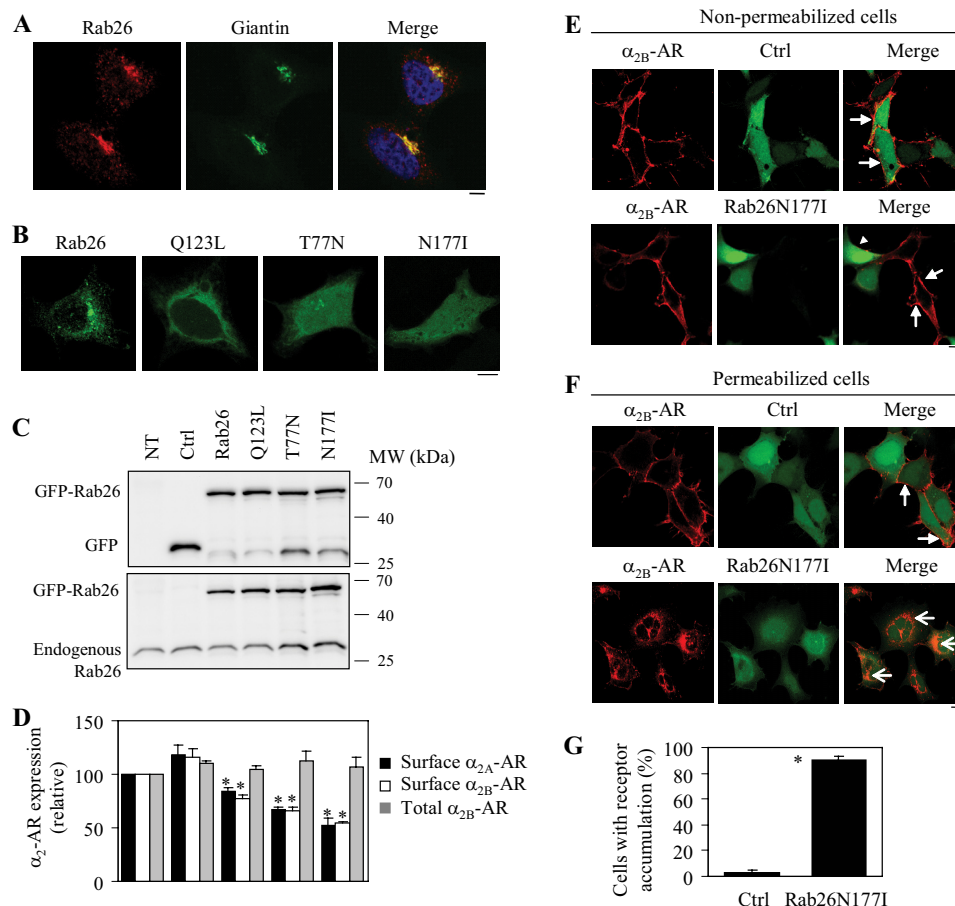 A
Rab26 Giantin Merge
B
Rab26 Q123L T77N N177I
C
NT Ctrl Rab26 Q123L T77N N177I
MW (kDa)
GFP-Rab26
70
40
GFP
25
GFP-Rab26
70
40
Endogenous
Rab26
25
D
α2-AR expression
(relative)
150
100
50
0
* * * * * *
Surface α2A-AR
Surface α2B-AR
Total α2B-AR
E
Non-permeabilized cells
α2B-AR Ctrl Merge
α2B-AR Rab26N177I Merge
F
Permeabilized cells
α2B-AR Ctrl Merge
α2B-AR Rab26N177I Merge
G
Cells with receptor
accumulation (%)
100
80
60
40
20
0
*
Ctrl Rab26N177I